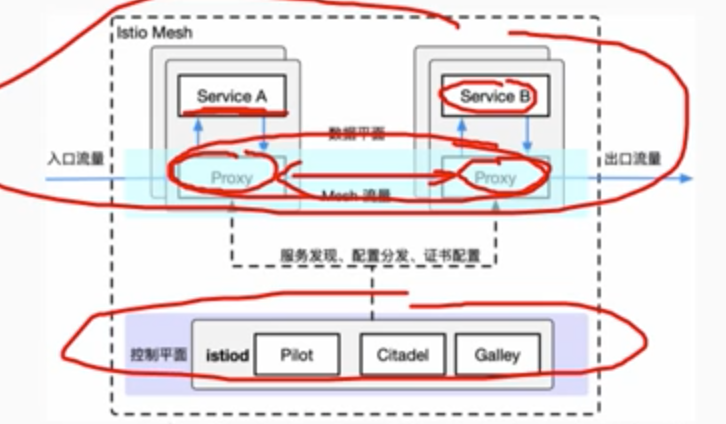 Istio Mesh
Service A
Service B
数据平面
入口流量
出口流量
Proxy
Proxy
Mesh 流量
服务发现、配置分发、证书配置
控制平面
istiod
Pilot
Citadel
Galley